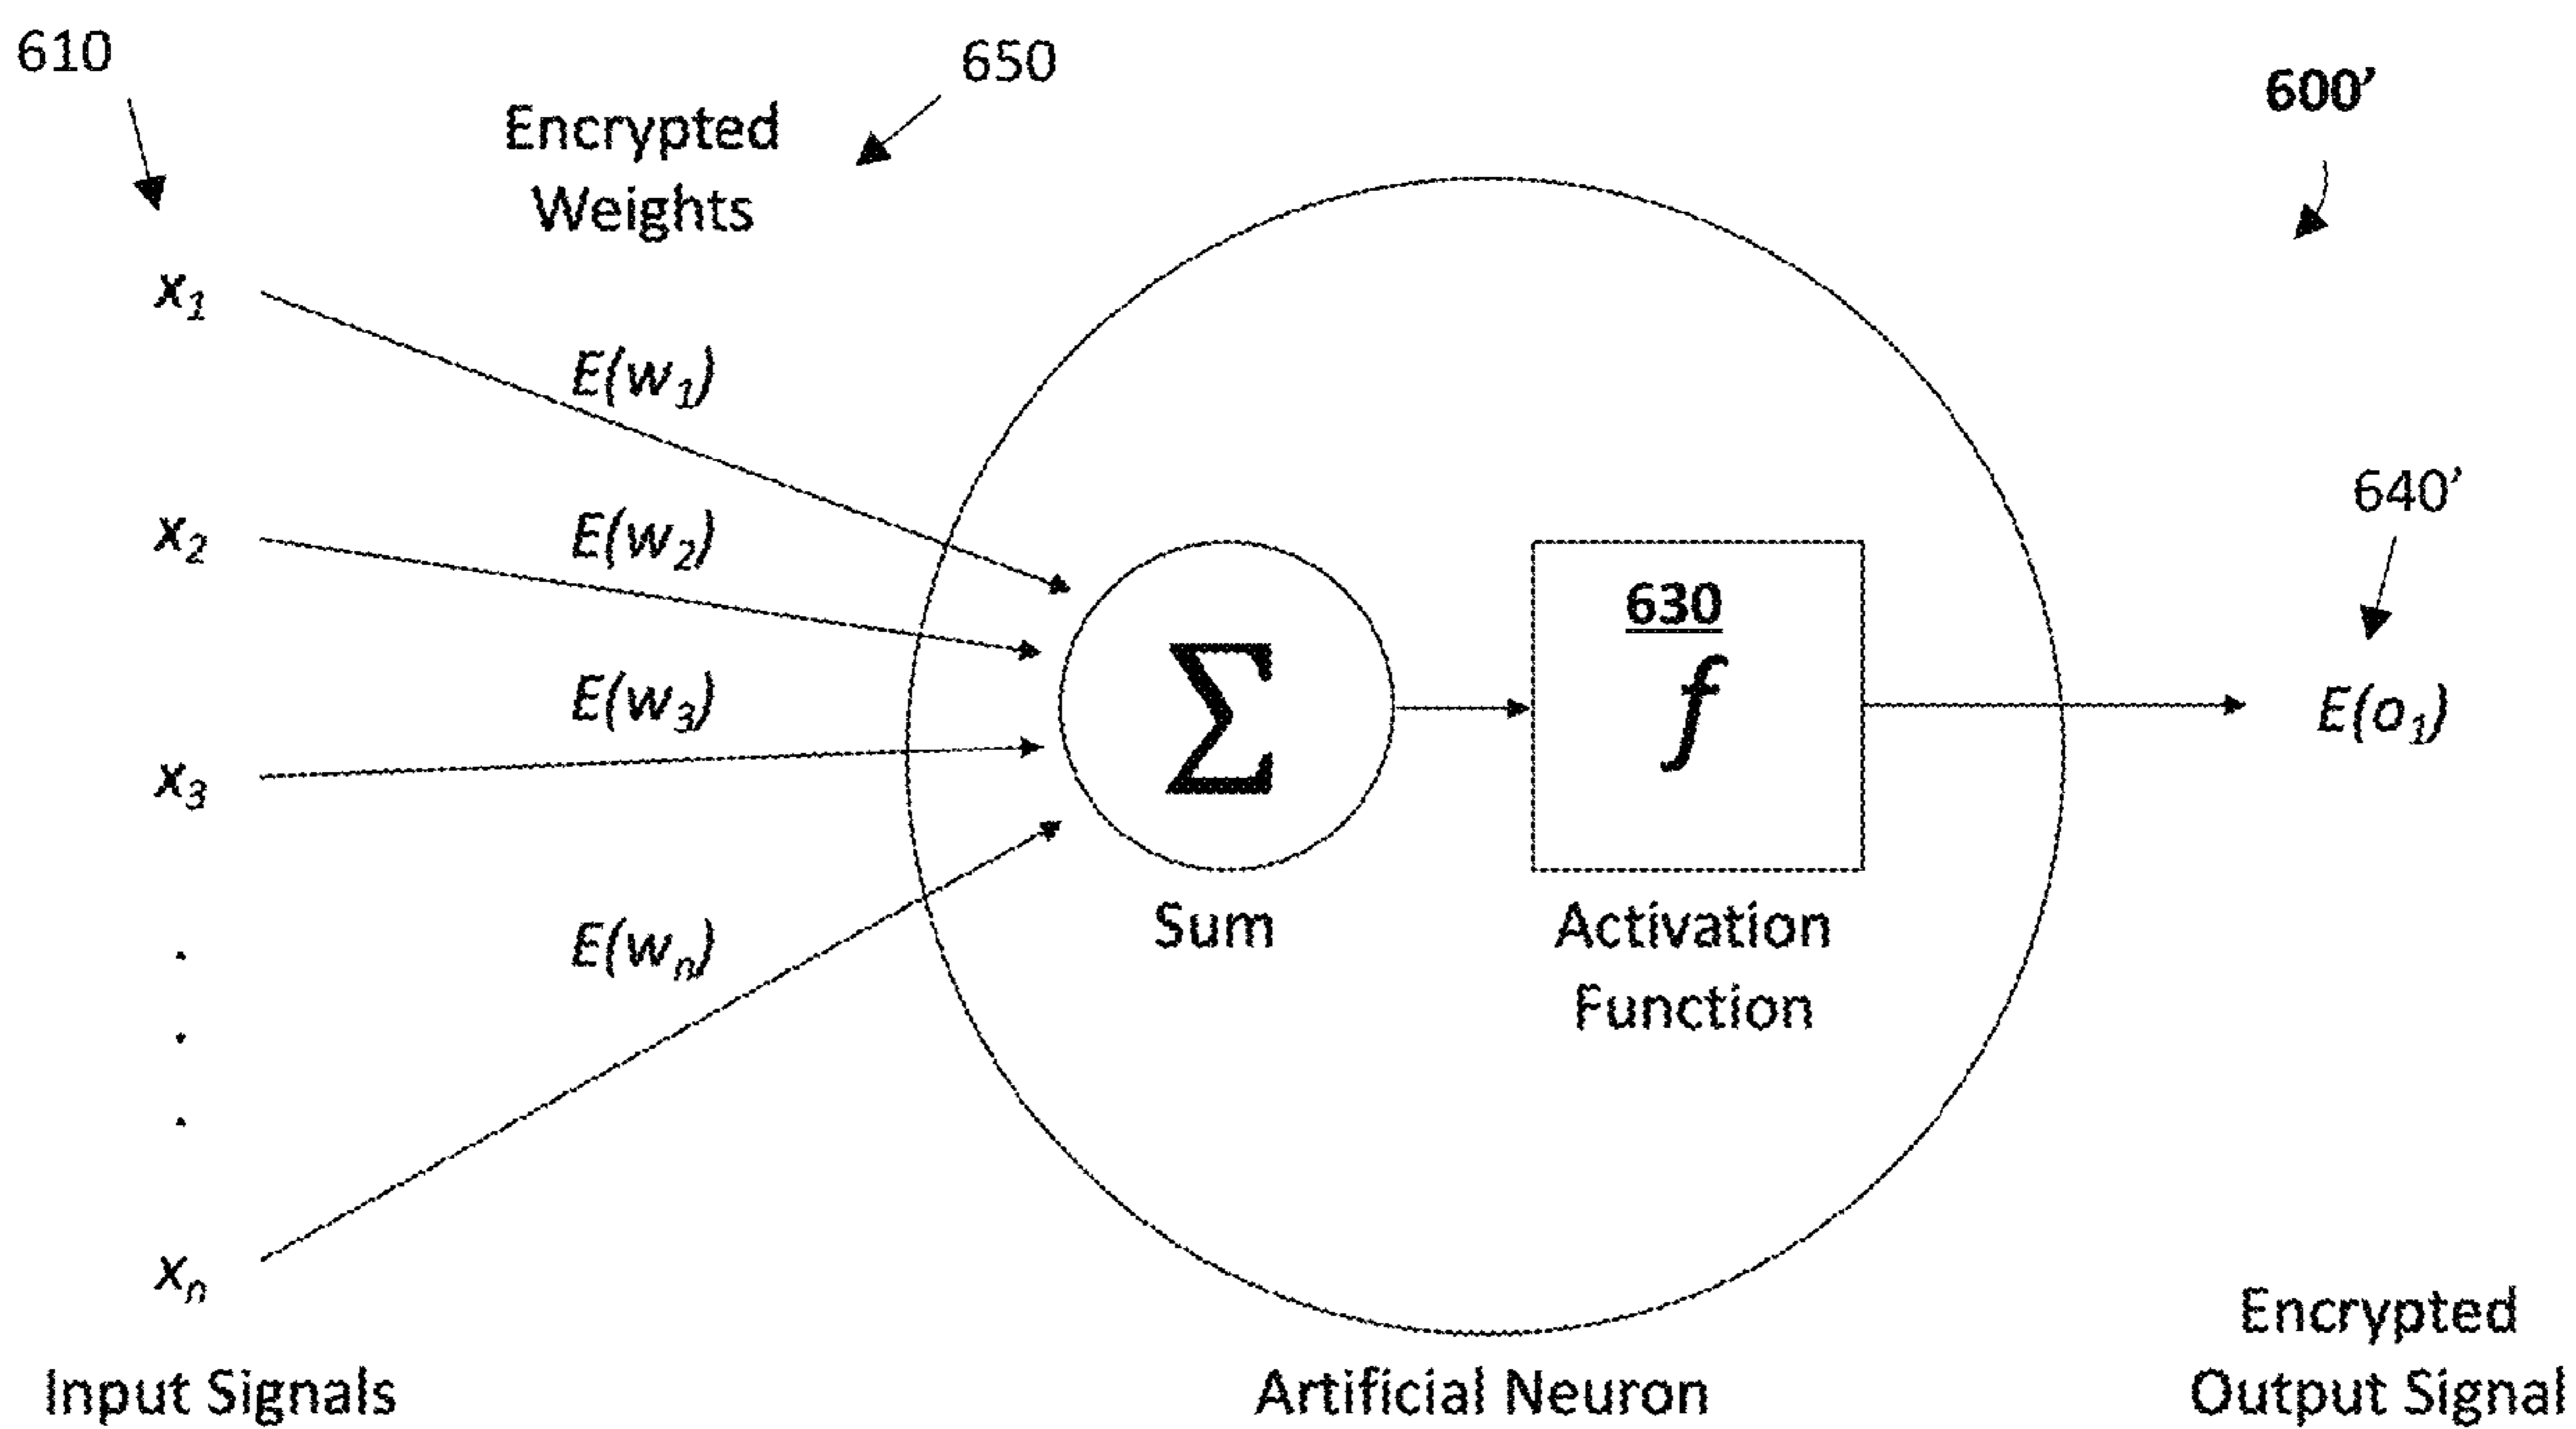 610
650
600’
Encrypted
Weights
x₁
E(w₁)
x₂
E(w₂)
640’
630
f
Σ
E(w₃)
E(o₁)
x₃
Sum
Activation
Function
E(wₙ)
.
.
.
xₙ
Input Signals
Artificial Neuron
Encrypted
Output Signal